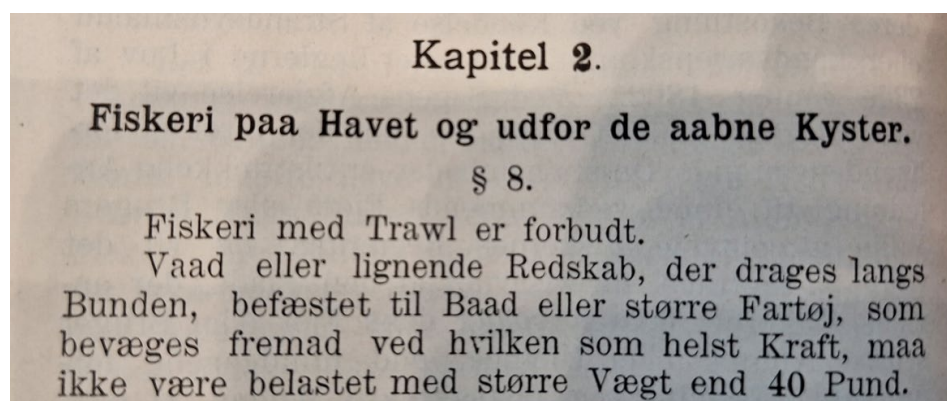 Kapitel 2.
Fiskeri paa Havet og udfor de aabne Kyster.
§ 8.
Fiskeri med Trawl er forbudt.
Vaad eller lignende Redskab, der drages langs
Bunden, befæstet til Baad eller større Fartøj, som
bevæges fremad ved hvilken som helst Kraft, maa
ikke være belastet med større Vægt end 40 Pund.